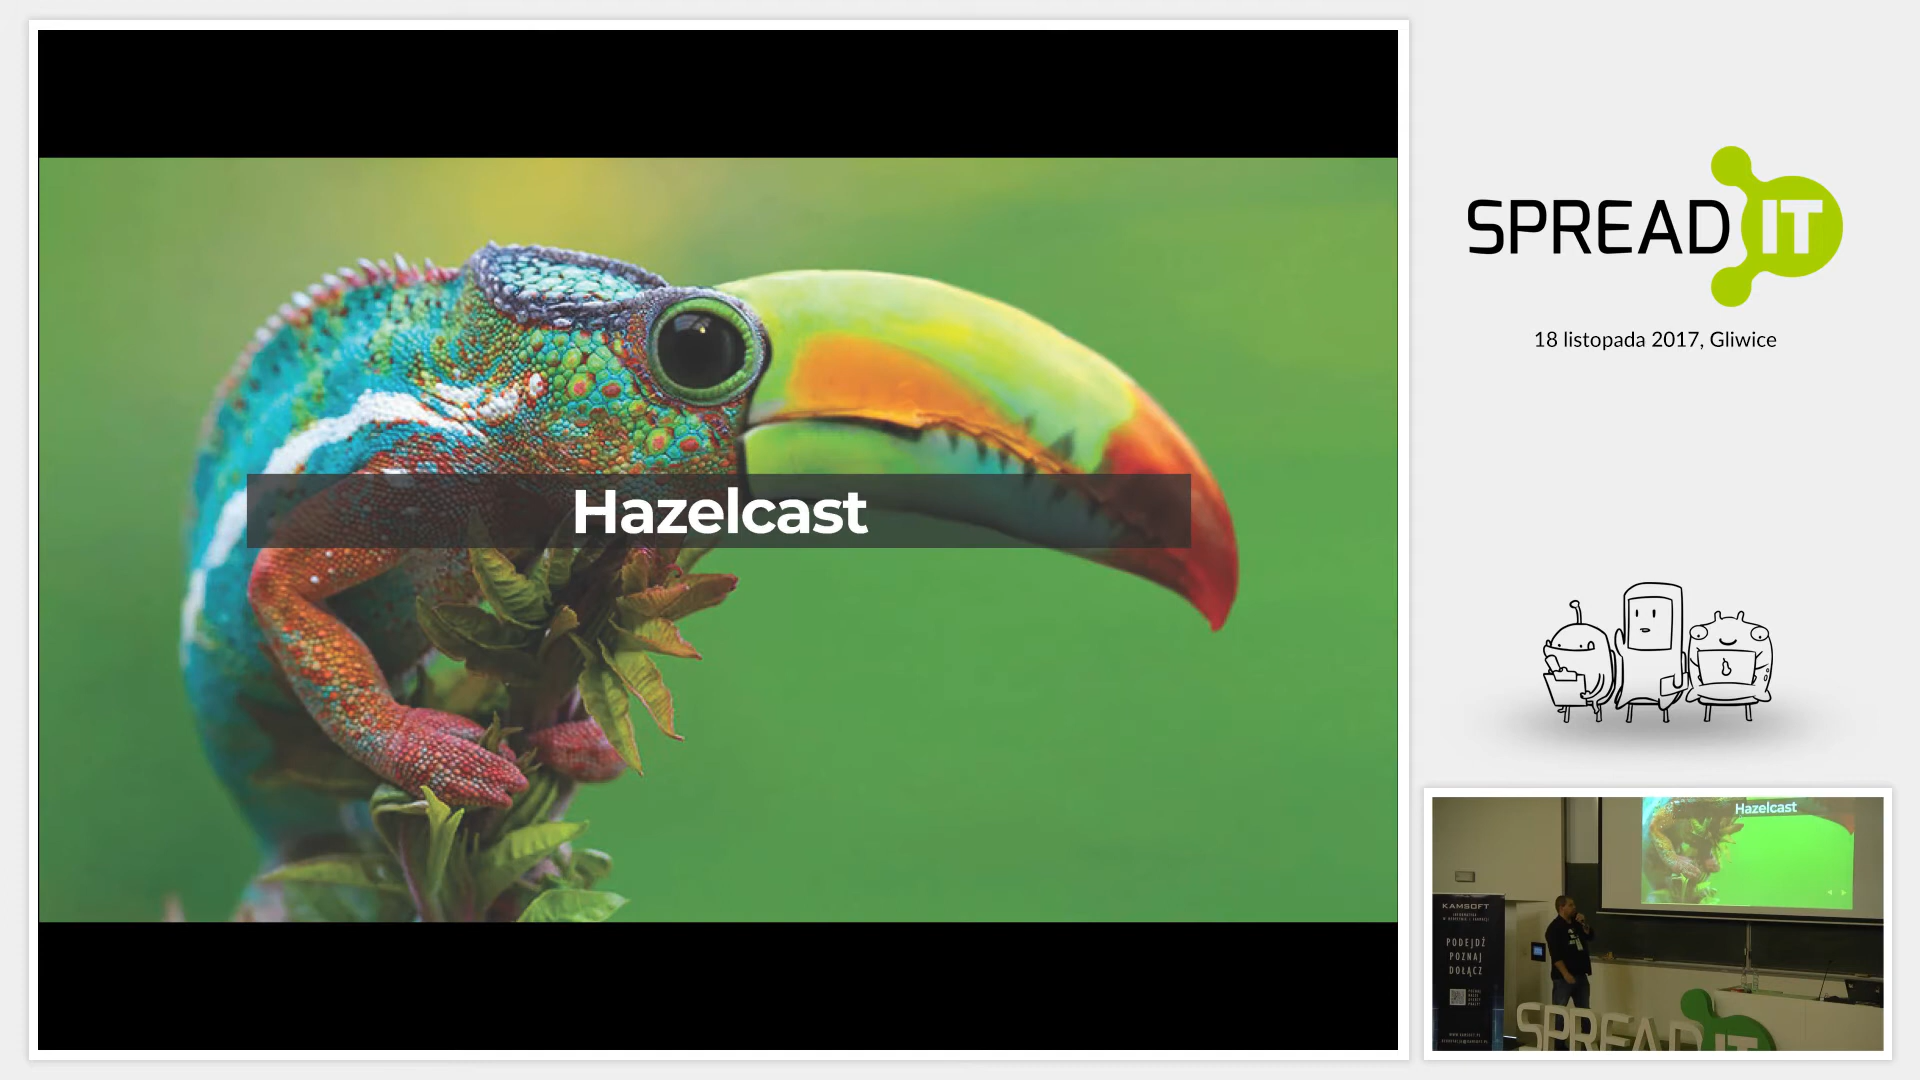 Hazelcast
SPREAD IT
18 listopada 2017, Gliwice
Hazelcast
KAMSOFT
PODEJDŹ
POZNAJ
DOŁĄCZ
SPREAD IT